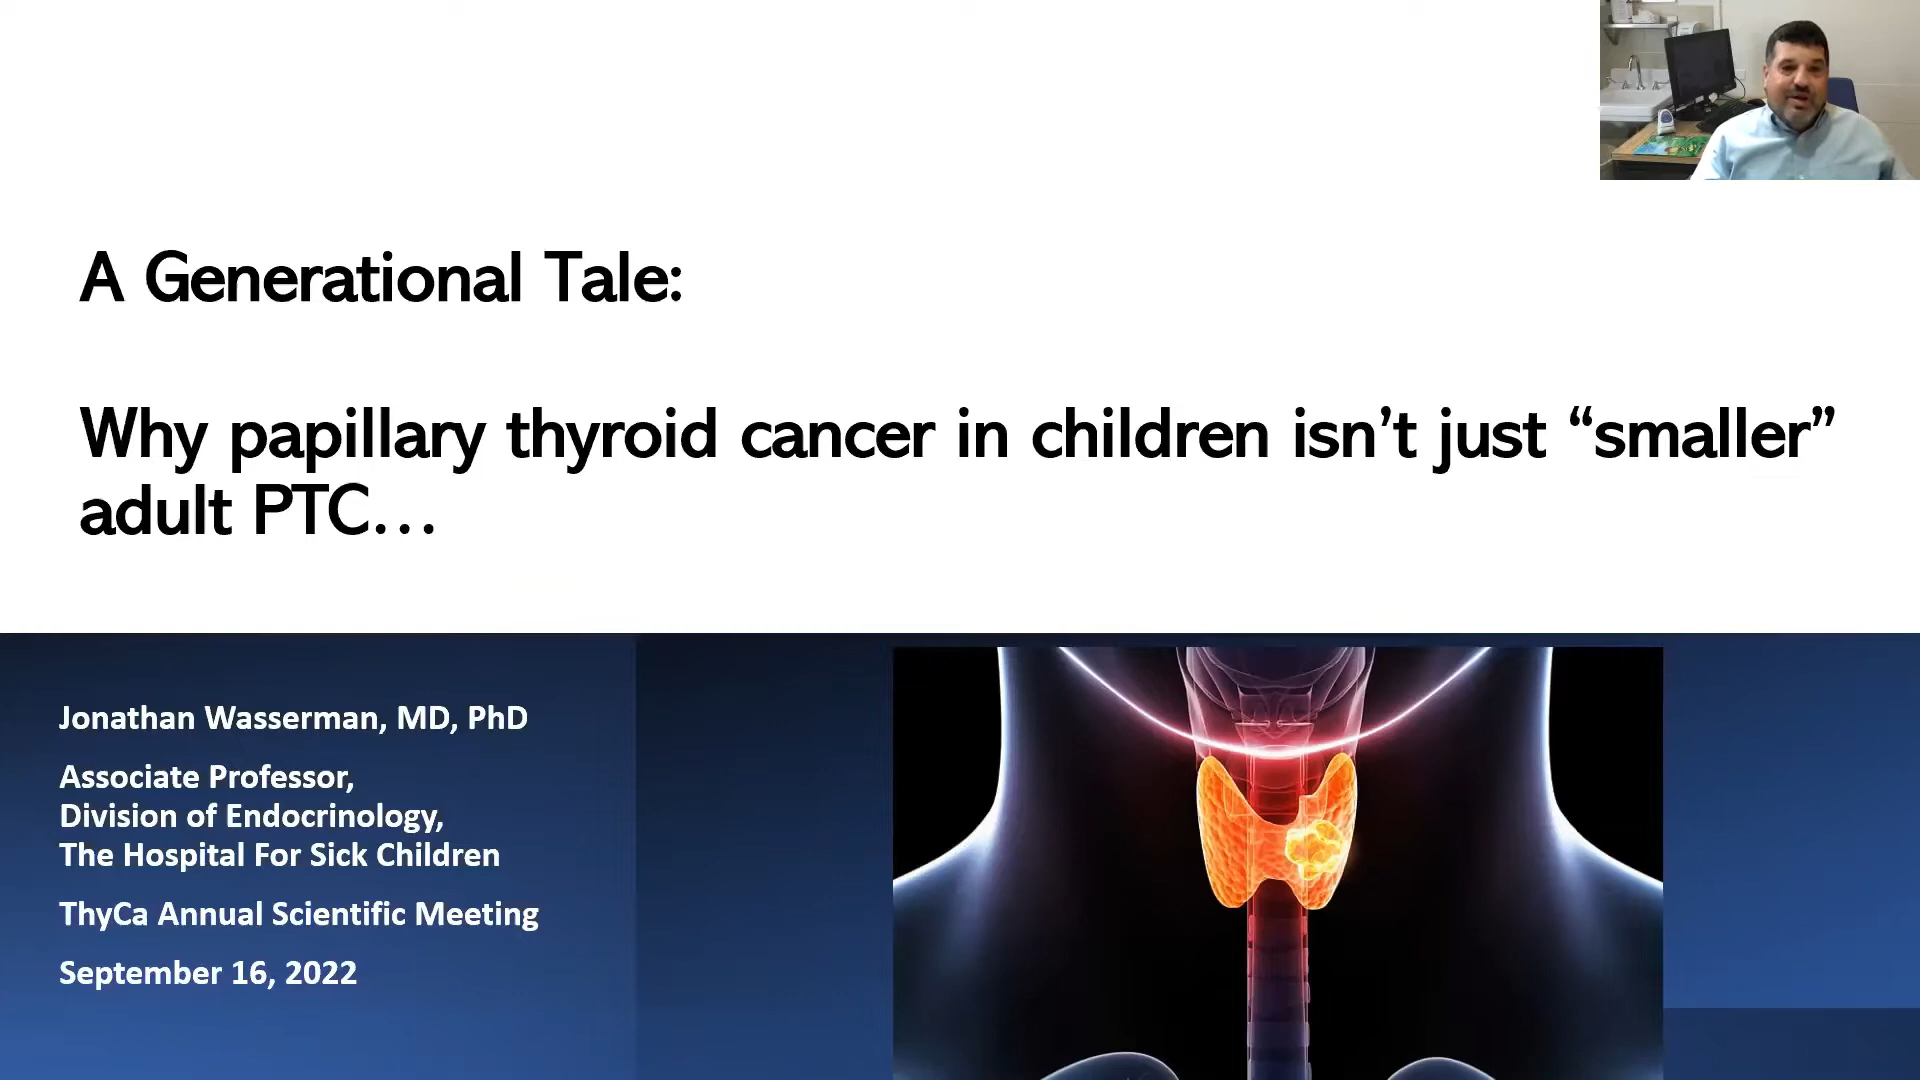 A Generational Tale:
Why papillary thyroid cancer in children isn’t just “smaller”
adult PTC…
Jonathan Wasserman, MD, PhD
Associate Professor,
Division of Endocrinology,
The Hospital For Sick Children
ThyCa Annual Scientific Meeting
September 16, 2022